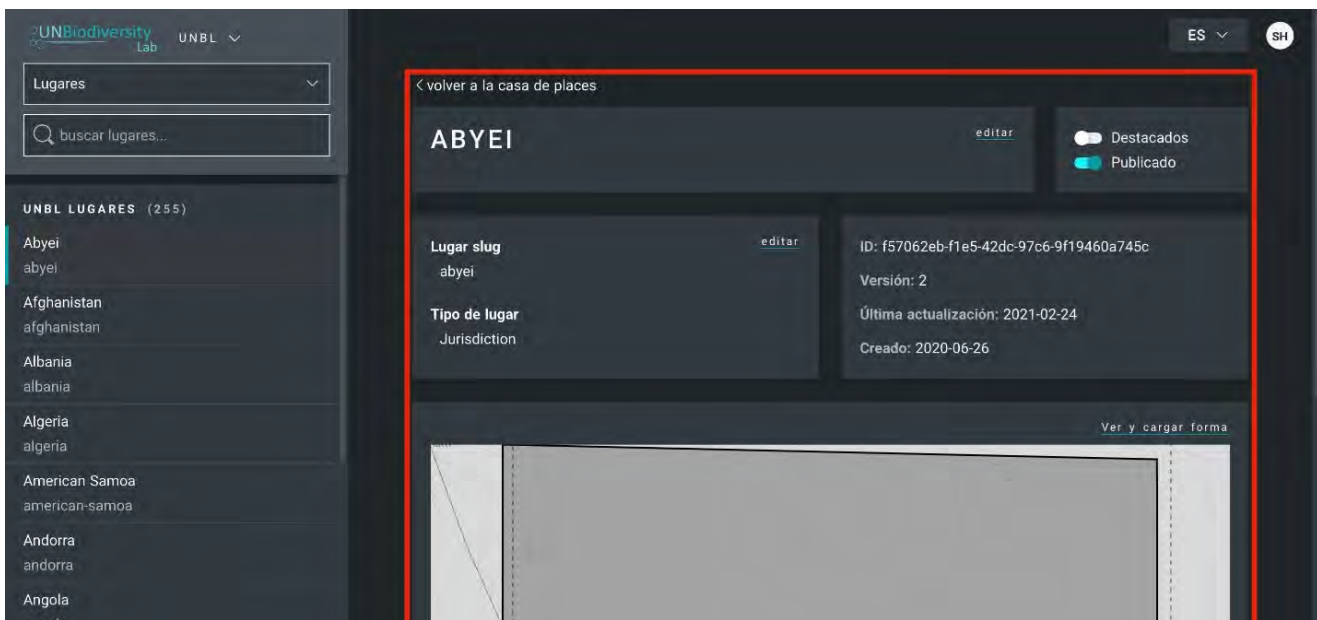 UNBiodiversity
Lab
UNBL
ES
SH
Lugares
buscar lugares...
UNBL LUGARES (255)
Abyei
abyei
Afghanistan
afghanistan
Albania
albania
Algeria
algeria
American Samoa
american-samoa
Andorra
andorra
Angola
volver a la casa de places
ABYEI
editar
Destacados
Publicado
Lugar slug
editar
abyei
Tipo de lugar
Jurisdiction
ID: f57062eb-f1e5-42dc-97c6-9f19460a745c
Versión: 2
Última actualización: 2021-02-24
Creado: 2020-06-26
Ver y cargar forma